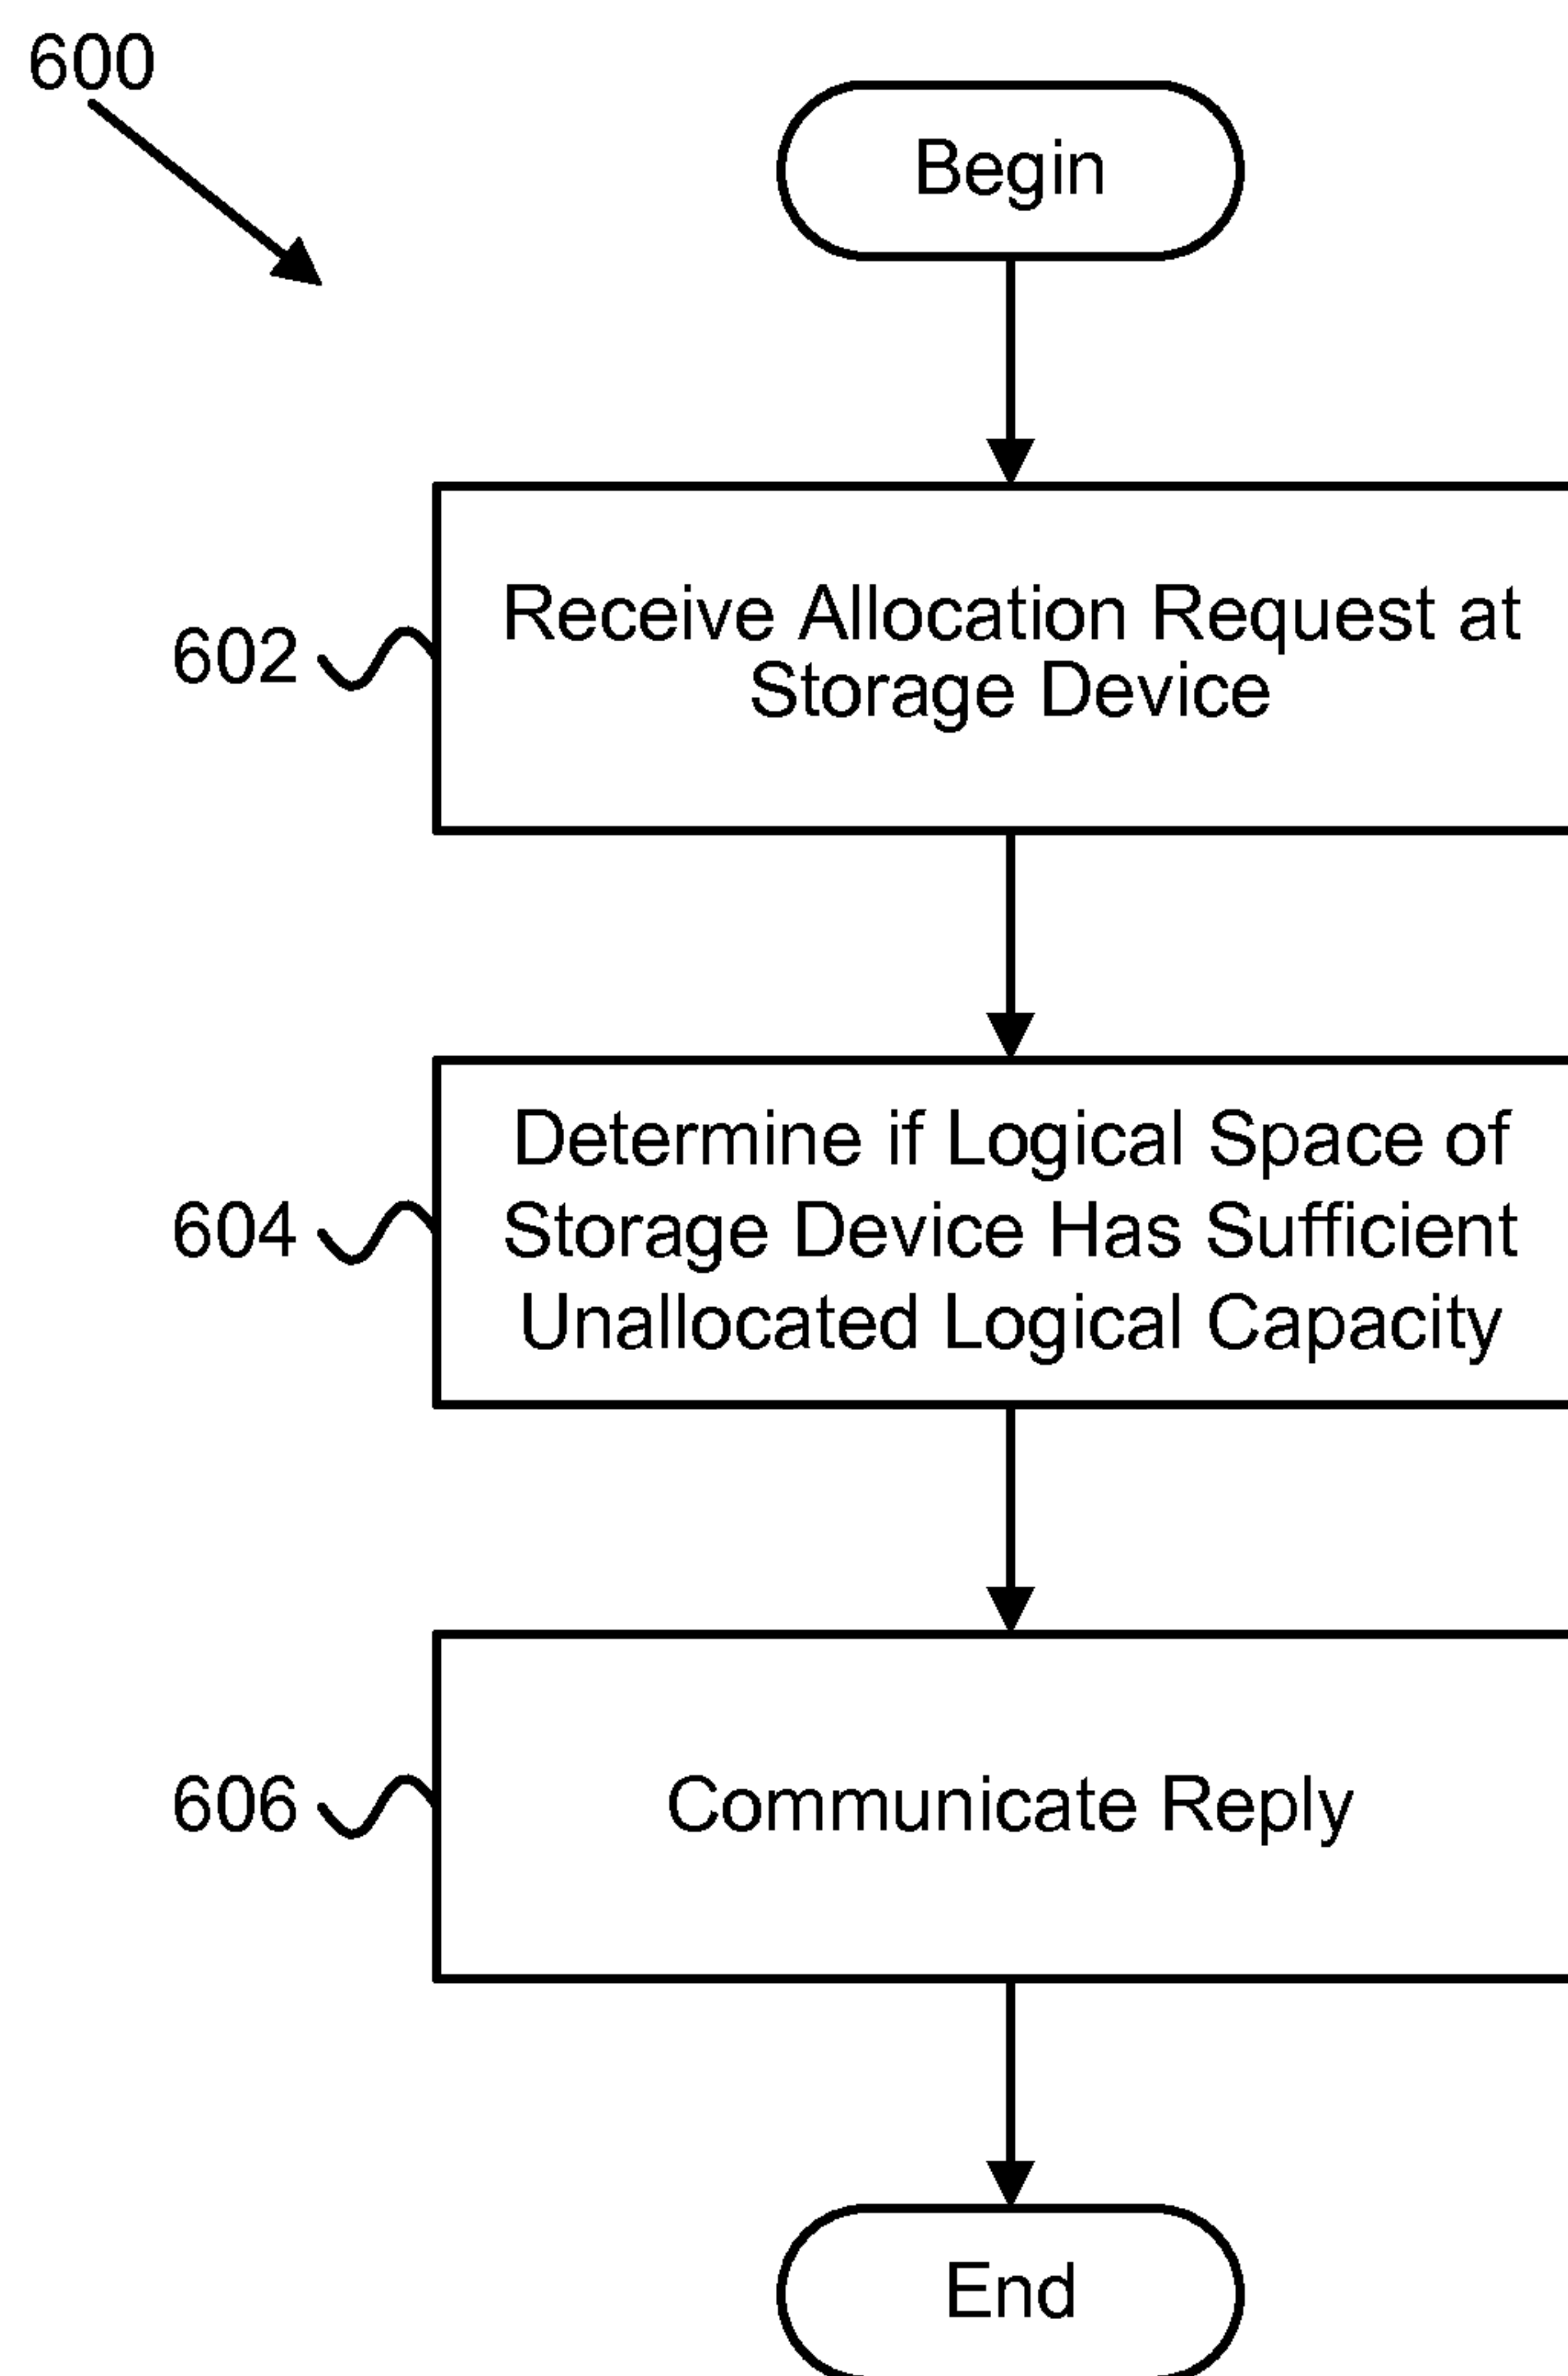 600
Begin
602
Receive Allocation Request at
Storage Device
604
Determine if Logical Space of
Storage Device Has Sufficient
Unallocated Logical Capacity
606
Communicate Reply
End